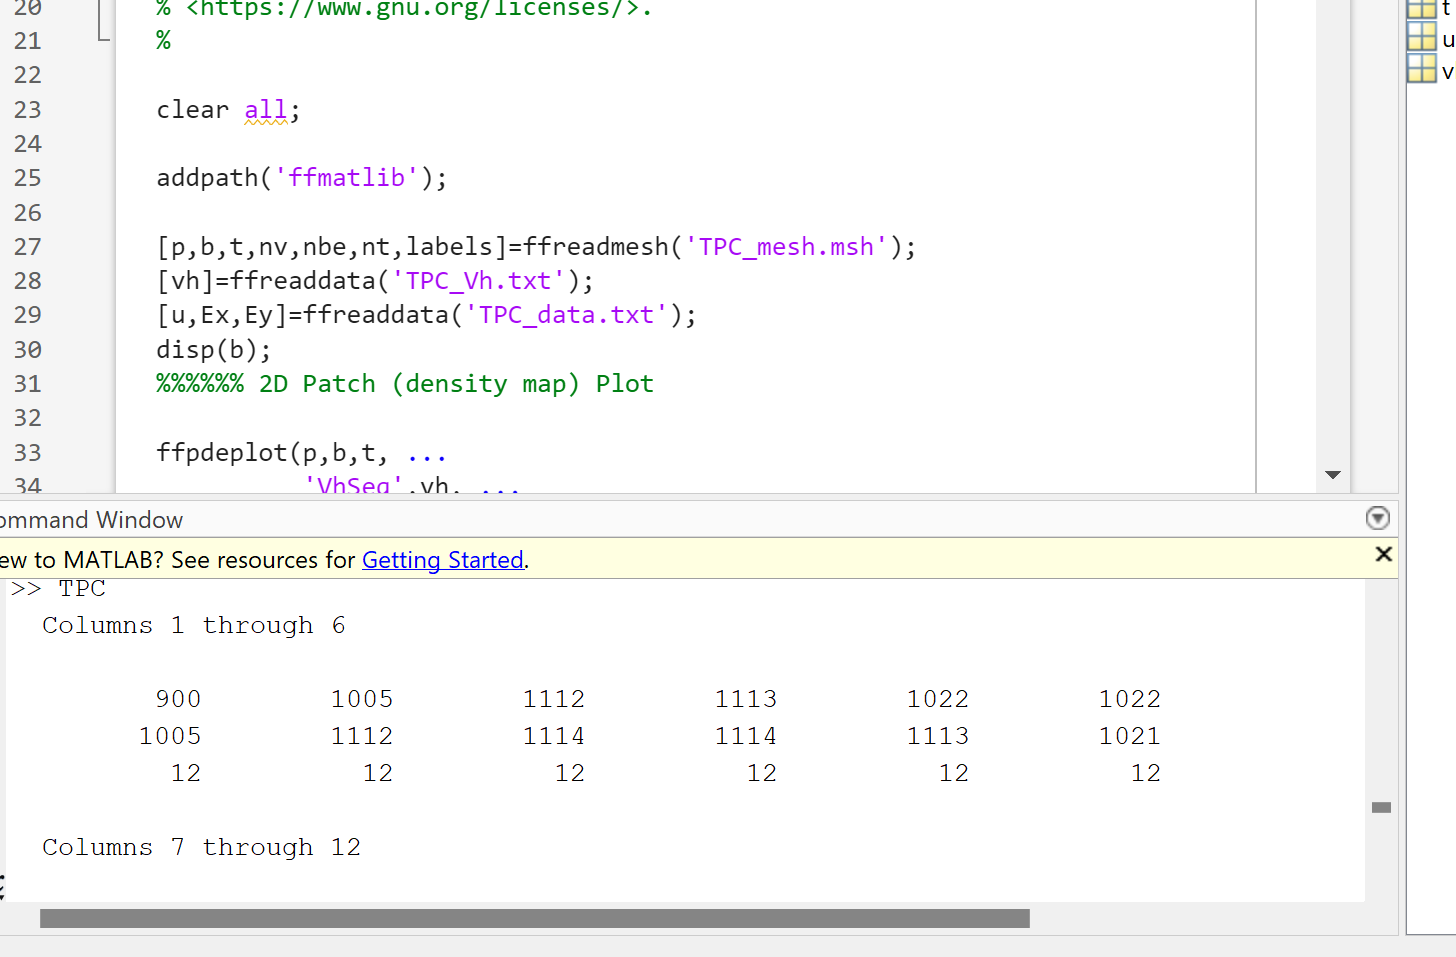 20 % <https://www.gnu.org/licenses/>.
21 %
22
23 clear all;
24
25 addpath('ffmatlib');
26
27 [p,b,t,nv,nbe,nt,labels]=ffreadmesh('TPC_mesh.msh');
28 [vh]=ffreaddata('TPC_Vh.txt');
29 [u,Ex,Ey]=ffreaddata('TPC_data.txt');
30 disp(b);
31 %%%%%% 2D Patch (density map) Plot
32
33 ffpdeplot(p,b,t, ...
34 'VhSeq',vh, ...
t
u
v
ommand Window
ew to MATLAB? See resources for Getting Started.
>> TPC
Columns 1 through 6
900 1005 1112 1113 1022 1022
1005 1112 1114 1114 1113 1021
12 12 12 12 12 12
Columns 7 through 12